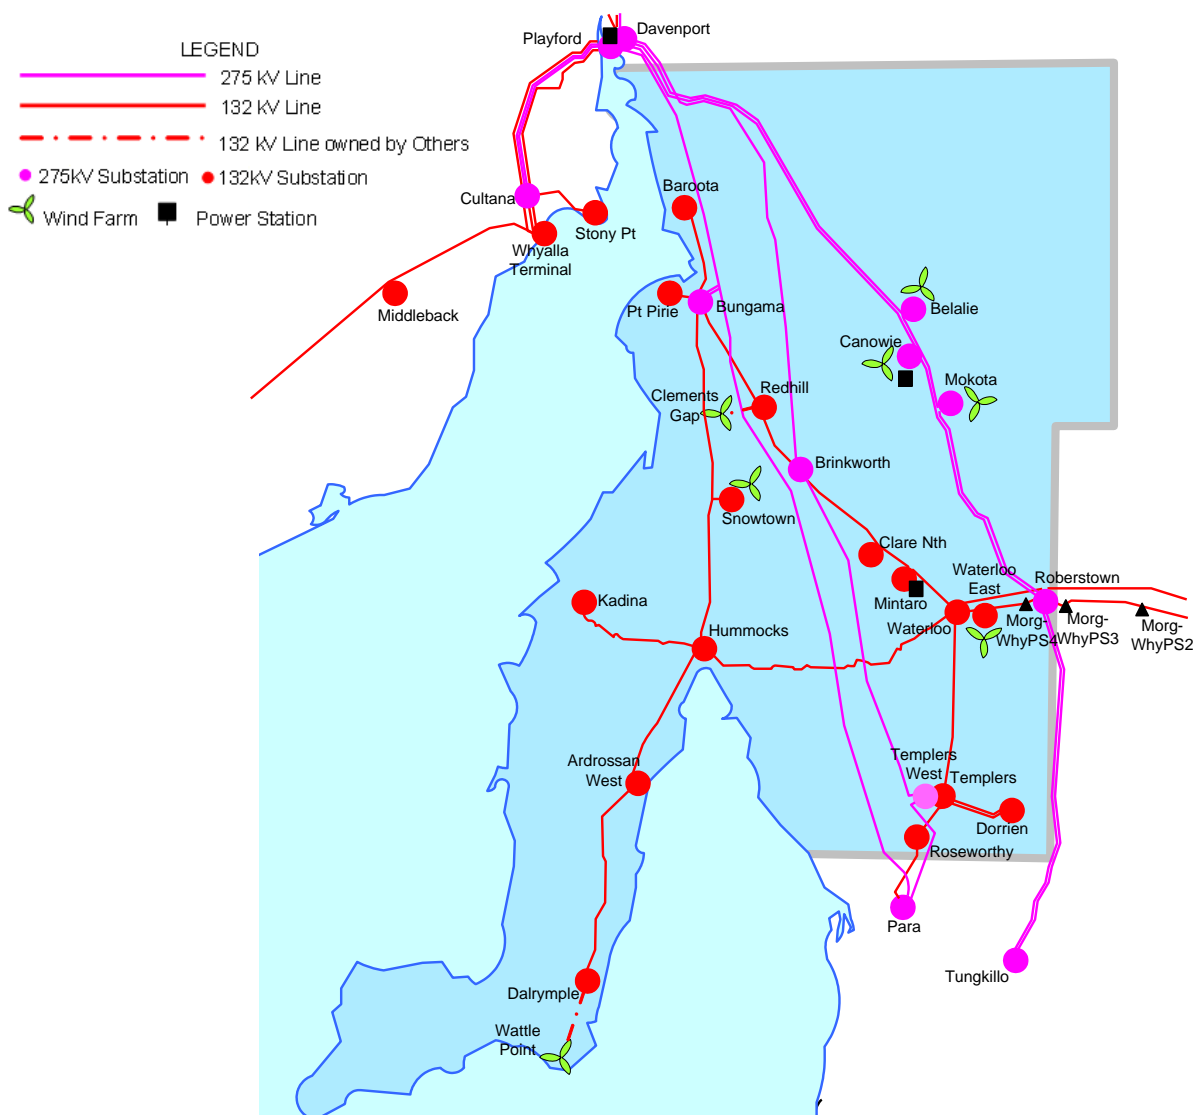 Playford
Davenport
LEGEND
275 kV Line
132 kV Line
132 kV Line owned by Others
275kV Substation
132kV Substation
Wind Farm
Power Station
Cultana
Baroota
Stony Pt
Whyalla
Terminal
Middleback
Pt Pirie
Bungama
Belalie
Canowie
Mokota
Clements
Gap
Redhill
Brinkworth
Snowtown
Clare Nth
Mintaro
Waterloo
East
Roberstown
Waterloo
Morg-
WhyPS4
Morg-
WhyPS3
Morg-
WhyPS2
Kadina
Hummocks
Ardrossan
West
Templers
West
Templers
Dorrien
Roseworthy
Para
Tungkillo
Dalrymple
Wattle
Point